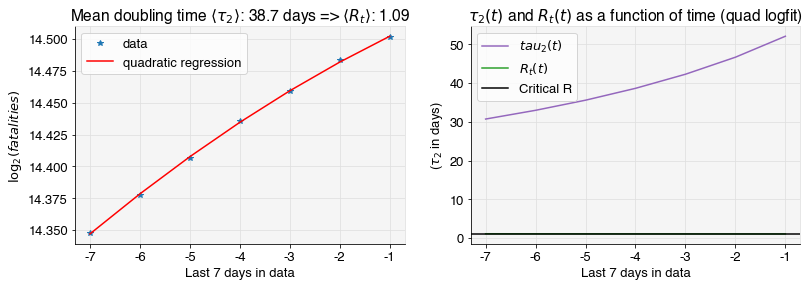 Mean doubling time ⟨τ₂⟩: 38.7 days => ⟨Rₜ⟩: 1.09
data
quadratic regression
log₂(fatalities)
14.500
14.475
14.450
14.425
14.400
14.375
14.350
-7 -6 -5 -4 -3 -2 -1
Last 7 days in data
τ₂(t) and Rₜ(t) as a function of time (quad logfit)
tau₂(t)
Rₜ(t)
Critical R
(τ₂ in days)
50
40
30
20
10
0
-7 -6 -5 -4 -3 -2 -1
Last 7 days in data